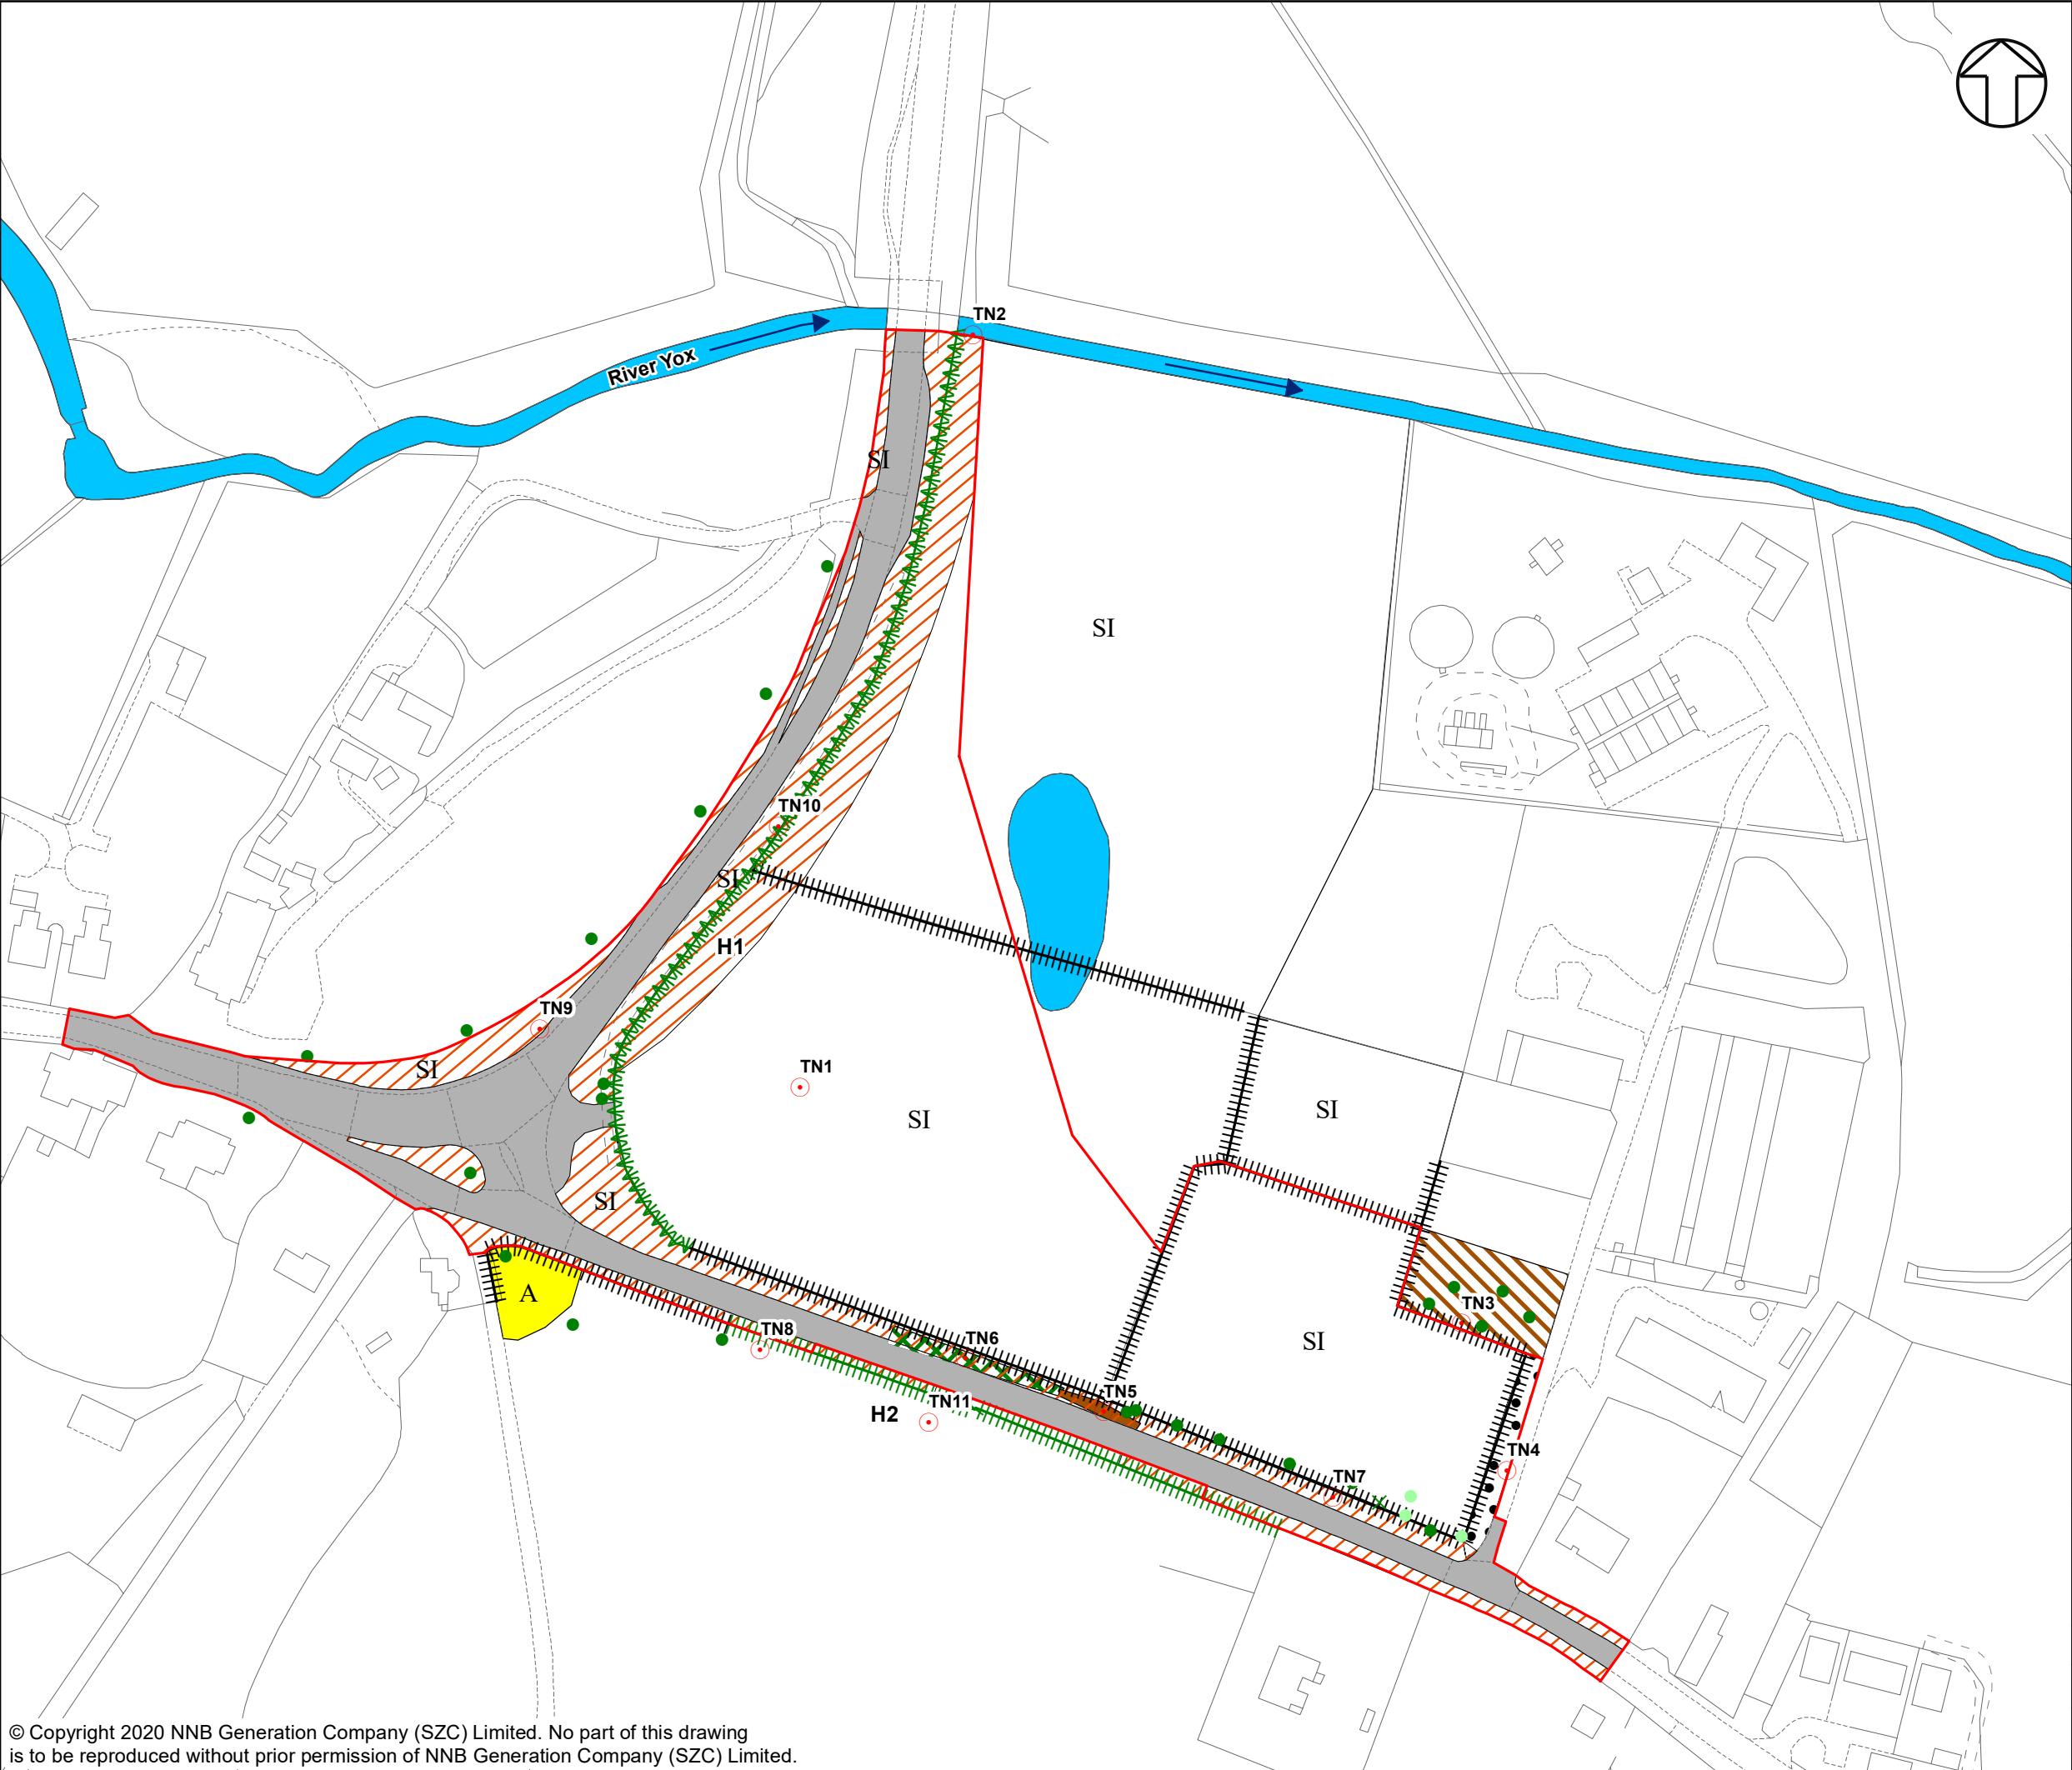 TN2
River Yox
SI
SI
TN10
SI
H1
TN9
SI
TN1
SI
SI
SI
A
TN3
TN8
TN6
SI
TN5
TN11
H2
TN4
TN7
© Copyright 2020 NNB Generation Company (SZC) Limited. No part of this drawing
is to be reproduced without prior permission of NNB Generation Company (SZC) Limited.